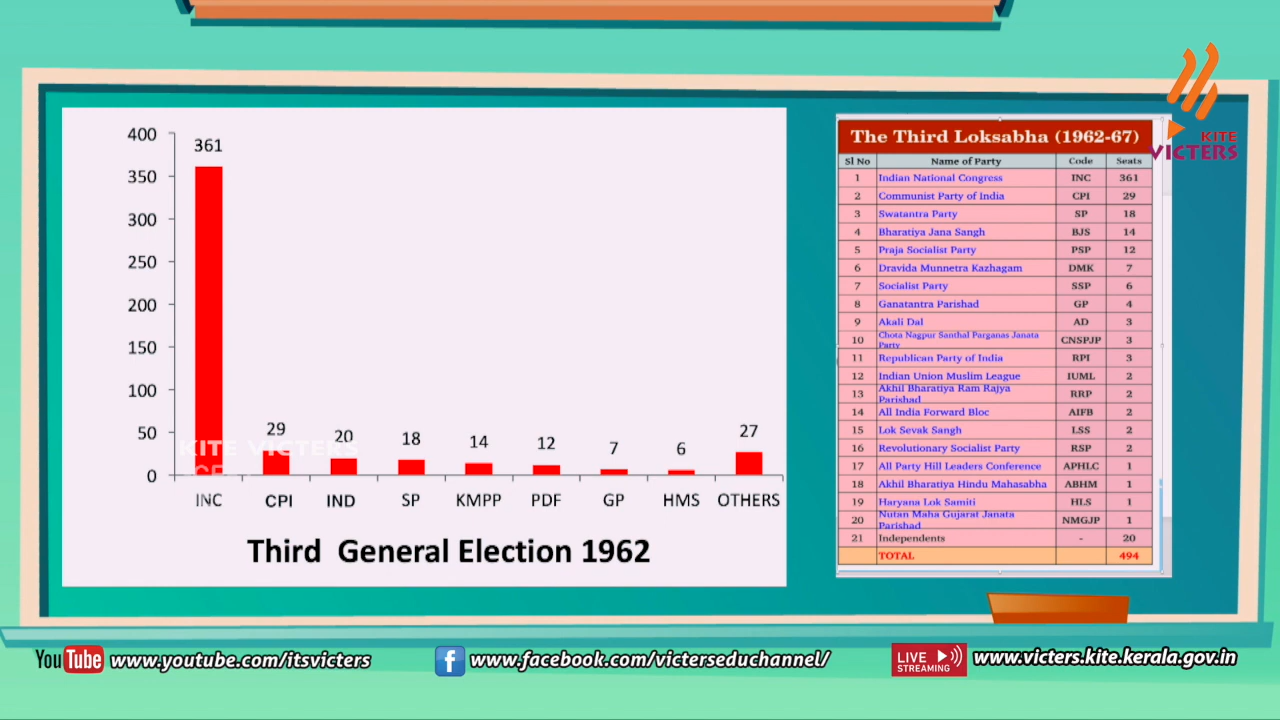 400
350
300
250
200
150
100
50
0
361
29
20
18
14
12
7
6
27
KITE VICTERS
INC CPI IND SP KMPP PDF GP HMS OTHERS
Third General Election 1962
The Third Loksabha (1962-67)
Sl No Name of Party Code Seats
1 Indian National Congress INC 361
2 Communist Party of India CPI 29
3 Swatantra Party SP 18
4 Bharatiya Jana Sangh BJS 14
5 Praja Socialist Party PSP 12
6 Dravida Munnetra Kazhagam DMK 7
7 Socialist Party SSP 6
8 Ganatantra Parishad GP 4
9 Akali Dal AD 3
10 Chota Nagpur Santhal Parganas Janata Party CNSPJP 3
11 Republican Party of India RPI 3
12 Indian Union Muslim League IUML 2
13 Akhil Bharatiya Ram Rajya Parishad RRP 2
14 All India Forward Bloc AIFB 2
15 Lok Sevak Sangh LSS 2
16 Revolutionary Socialist Party RSP 2
17 All Party Hill Leaders Conference APHLC 1
18 Akhil Bharatiya Hindu Mahasabha ABHM 1
19 Haryana Lok Samiti HLS 1
20 Nutan Maha Gujarat Janata Parishad NMGJP 1
21 Independents - 20
TOTAL 494
KITE
VICTERS
YouTube www.youtube.com/itsvicters
f www.facebook.com/victerseduchannel/
LIVE STREAMING www.victers.kite.kerala.gov.in